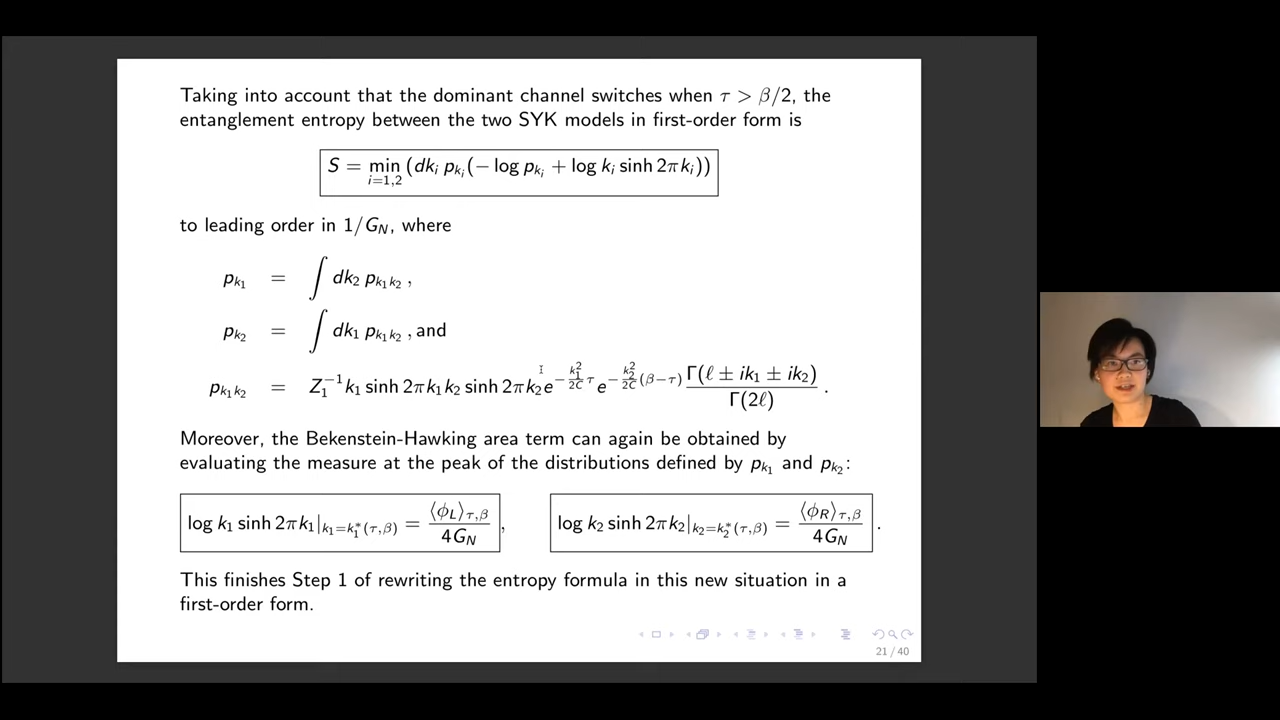 Taking into account that the dominant channel switches when τ > β/2, the
entanglement entropy between the two SYK models in first-order form is
S = min_{i=1,2} (dk_i p_{k_i}(− log p_{k_i} + log k_i sinh 2πk_i))
to leading order in 1/G_N, where
p_{k_1} = ∫ dk_2 p_{k_1 k_2} ,
p_{k_2} = ∫ dk_1 p_{k_1 k_2} , and
p_{k_1 k_2} = Z_1^{−1} k_1 sinh 2πk_1 k_2 sinh 2πk_2 e^{−\frac{k_1^2}{2C} τ} e^{−\frac{k_2^2}{2C}(β−τ)} \frac{Γ(ℓ ± ik_1 ± ik_2)}{Γ(2ℓ)} .
Moreover, the Bekenstein-Hawking area term can again be obtained by
evaluating the measure at the peak of the distributions defined by p_{k_1} and p_{k_2}:
log k_1 sinh 2πk_1|_{k_1=k_1^*(τ,β)} = \frac{⟨ϕ_L⟩_{τ,β}}{4G_N} , log k_2 sinh 2πk_2|_{k_2=k_2^*(τ,β)} = \frac{⟨ϕ_R⟩_{τ,β}}{4G_N} .
This finishes Step 1 of rewriting the entropy formula in this new situation in a
first-order form.
21 / 40